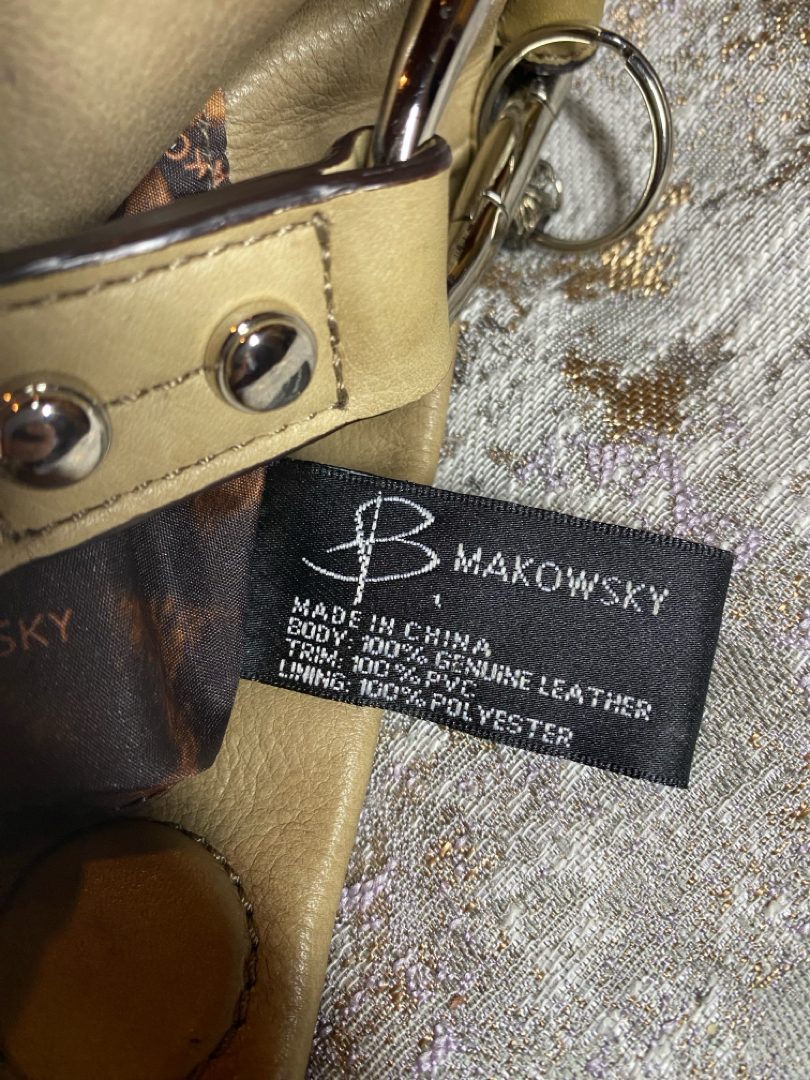 B MAKOWSKY
MADE IN CHINA
BODY: 100% GENUINE LEATHER
TRIM: 100% PVC
LINING: 100% POLYESTER
SKY